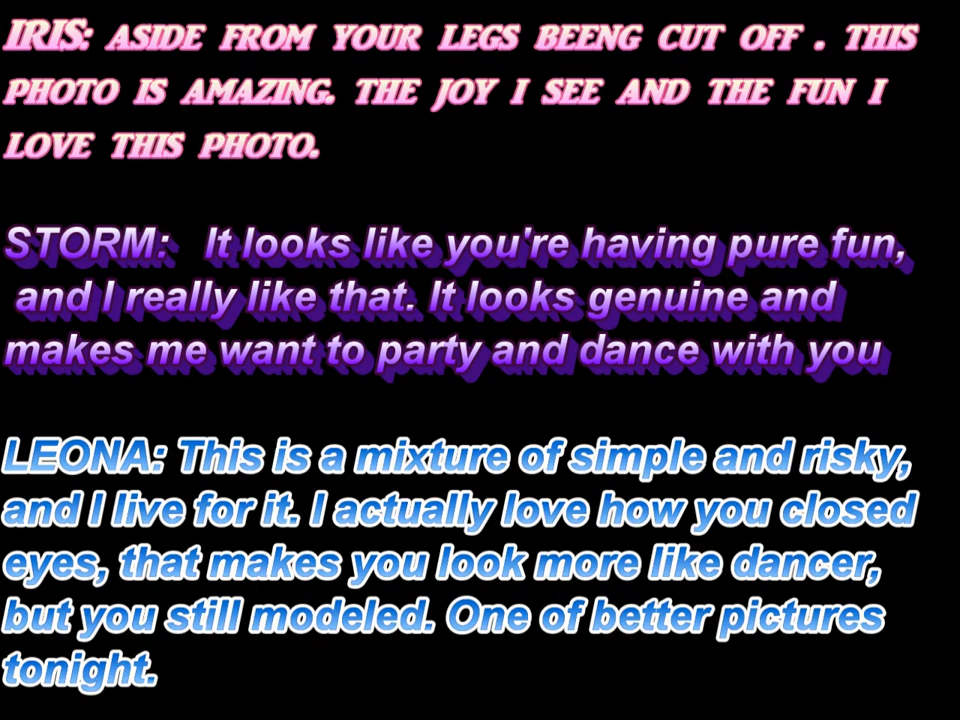 IRIS: ASIDE FROM YOUR LEGS BEENG CUT OFF . THIS
PHOTO IS AMAZING. THE JOY I SEE AND THE FUN I
LOVE THIS PHOTO.
STORM: It looks like you're having pure fun,
and I really like that. It looks genuine and
makes me want to party and dance with you
LEONA: This is a mixture of simple and risky,
and I live for it. I actually love how you closed
eyes, that makes you look more like dancer,
but you still modeled. One of better pictures
tonight.